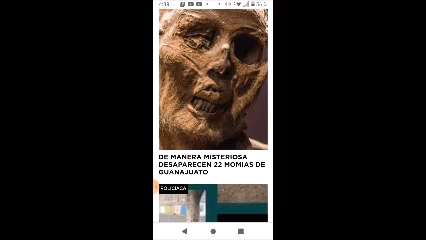 DE MANERA MISTERIOSA
DESAPARECEN 22 MOMIAS DE
GUANAJUATO
POLICIACA